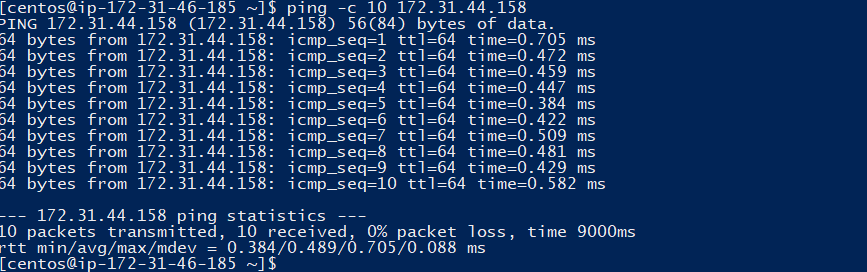 [centos@ip-172-31-46-185 ~]$ ping -c 10 172.31.44.158
PING 172.31.44.158 (172.31.44.158) 56(84) bytes of data.
64 bytes from 172.31.44.158: icmp_seq=1 ttl=64 time=0.705 ms
64 bytes from 172.31.44.158: icmp_seq=2 ttl=64 time=0.472 ms
64 bytes from 172.31.44.158: icmp_seq=3 ttl=64 time=0.459 ms
64 bytes from 172.31.44.158: icmp_seq=4 ttl=64 time=0.447 ms
64 bytes from 172.31.44.158: icmp_seq=5 ttl=64 time=0.384 ms
64 bytes from 172.31.44.158: icmp_seq=6 ttl=64 time=0.422 ms
64 bytes from 172.31.44.158: icmp_seq=7 ttl=64 time=0.509 ms
64 bytes from 172.31.44.158: icmp_seq=8 ttl=64 time=0.481 ms
64 bytes from 172.31.44.158: icmp_seq=9 ttl=64 time=0.429 ms
64 bytes from 172.31.44.158: icmp_seq=10 ttl=64 time=0.582 ms
--- 172.31.44.158 ping statistics ---
10 packets transmitted, 10 received, 0% packet loss, time 9000ms
rtt min/avg/max/mdev = 0.384/0.489/0.705/0.088 ms
[centos@ip-172-31-46-185 ~]$